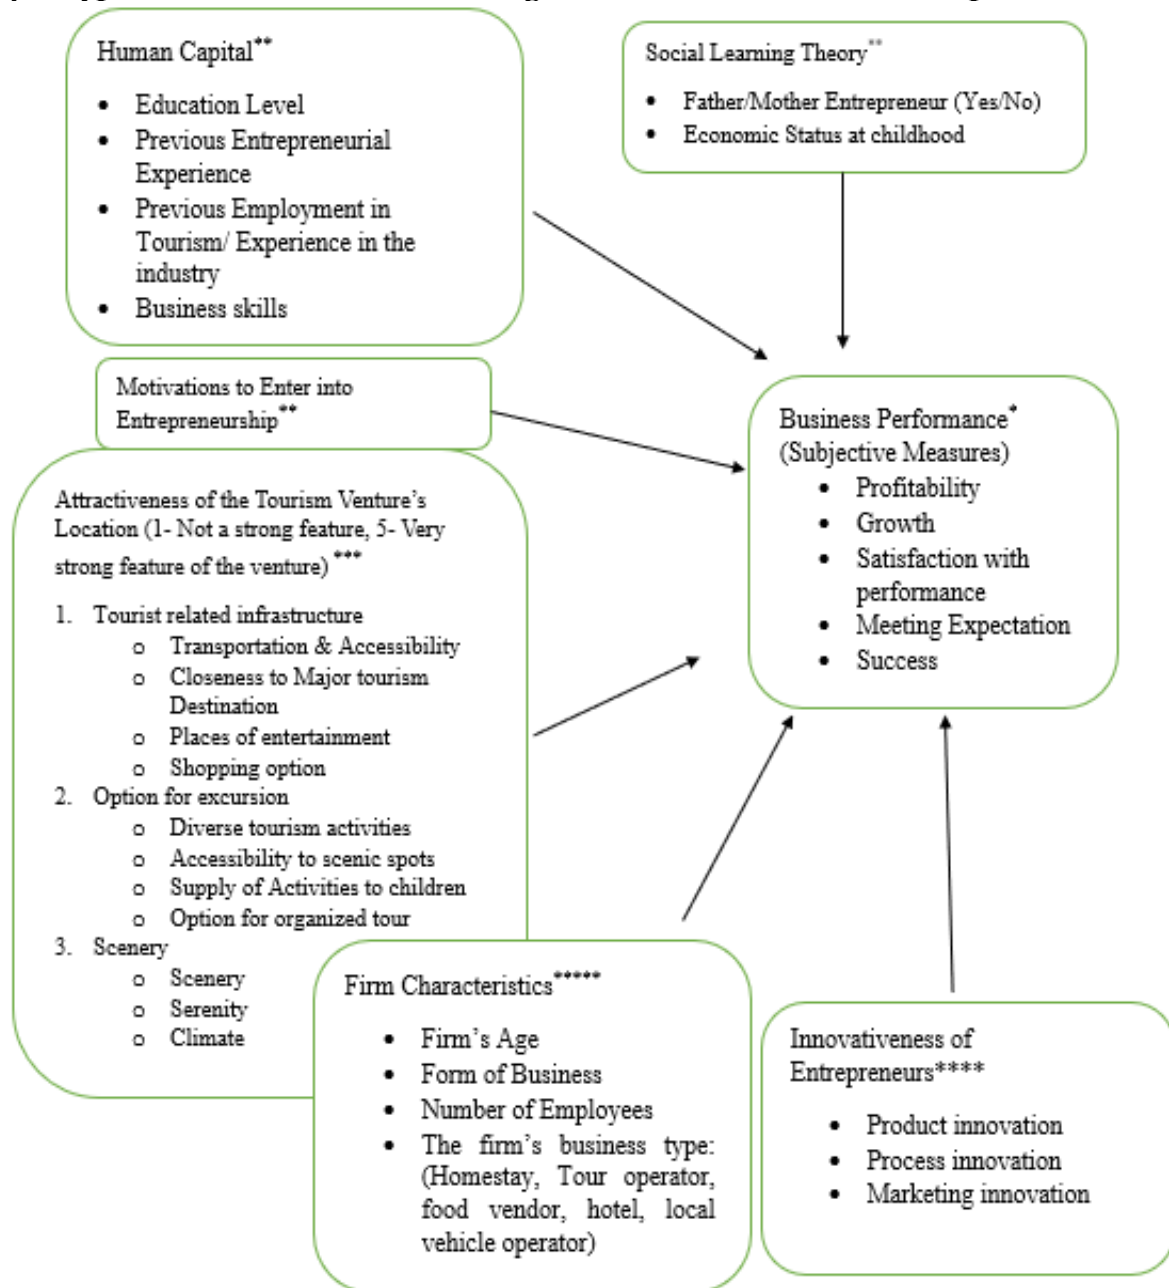 Human Capital**
• Education Level
• Previous Entrepreneurial
Experience
• Previous Employment in
Tourism/ Experience in the
industry
• Business skills
Social Learning Theory**
• Father/Mother Entrepreneur (Yes/No)
• Economic Status at childhood
Motivations to Enter into
Entrepreneurship**
Business Performance*
(Subjective Measures)
• Profitability
• Growth
• Satisfaction with
performance
• Meeting Expectation
• Success
Attractiveness of the Tourism Venture's
Location (1- Not a strong feature, 5- Very
strong feature of the venture) ***
1. Tourist related infrastructure
o Transportation & Accessibility
o Closeness to Major tourism
Destination
o Places of entertainment
o Shopping option
2. Option for excursion
o Diverse tourism activities
o Accessibility to scenic spots
o Supply of Activities to children
o Option for organized tour
3. Scenery
o Scenery
o Serenity
o Climate
Firm Characteristics*****
• Firm's Age
• Form of Business
• Number of Employees
• The firm's business type:
(Homestay, Tour operator,
food vendor, hotel, local
vehicle operator)
Innovativeness of
Entrepreneurs****
• Product innovation
• Process innovation
• Marketing innovation